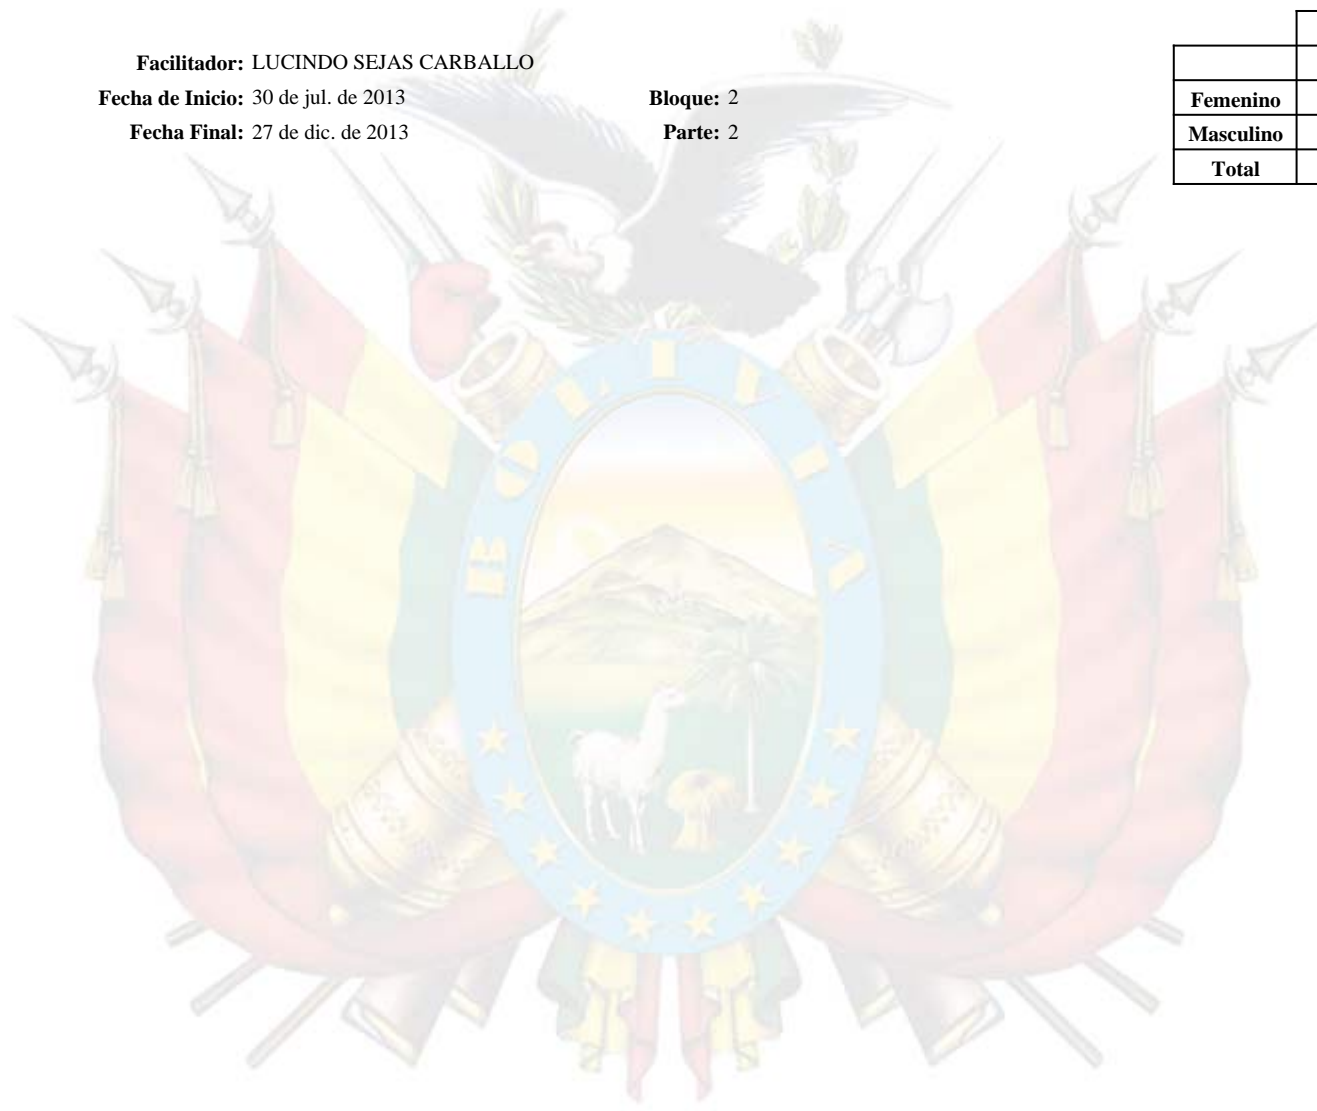 Facilitador: LUCINDO SEJAS CARBALLO
Fecha de Inicio: 30 de jul. de 2013 Bloque: 2
Fecha Final: 27 de dic. de 2013 Parte: 2
Femenino
Masculino
Total
BOLIVIA